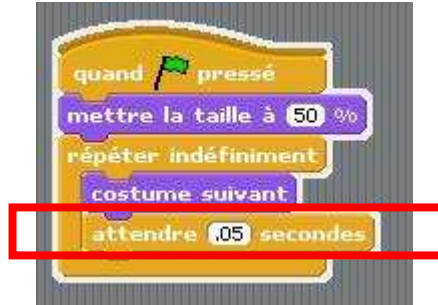 quand pressé
mettre la taille à 50 %
répéter indéfiniment
costume suivant
attendre .05 secondes